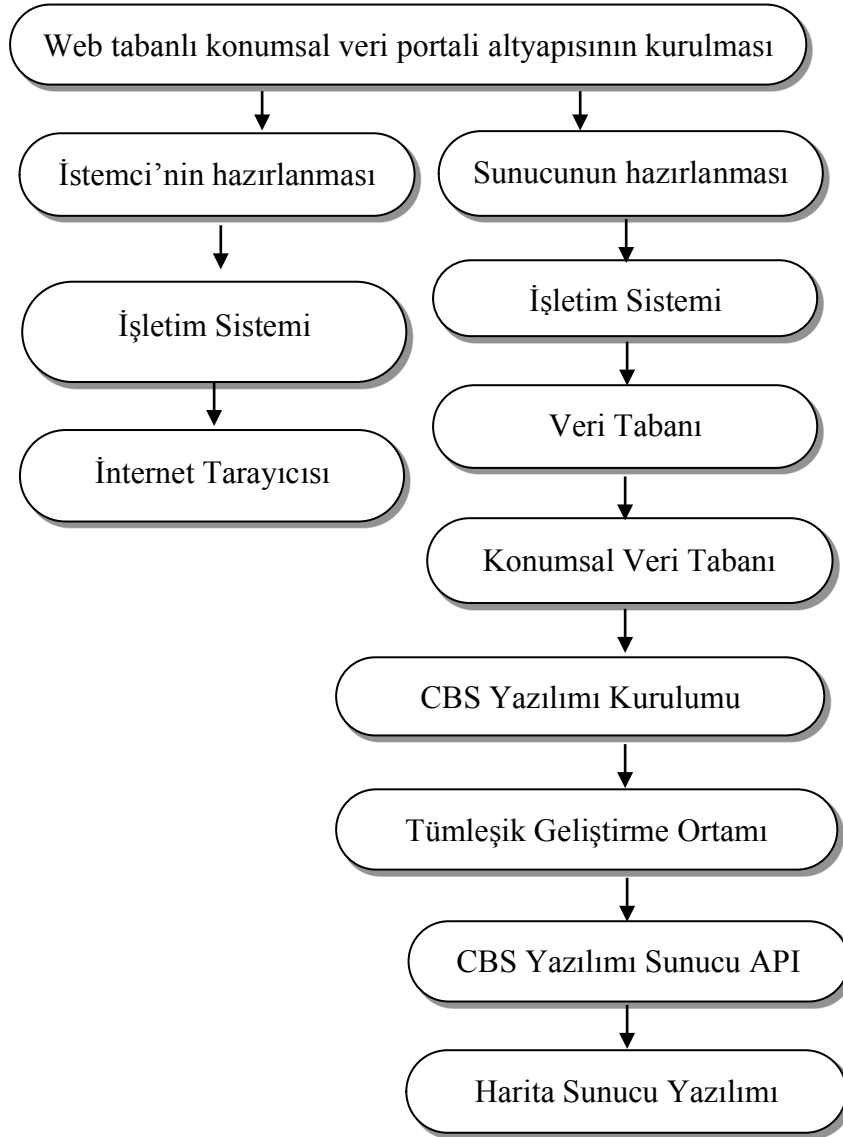 Web tabanlı konumsal veri portali altyapısının kurulması
İstemci’nin hazırlanması
Sunucunun hazırlanması
İşletim Sistemi
İşletim Sistemi
İnternet Tarayıcısı
Veri Tabanı
Konumsal Veri Tabanı
CBS Yazılımı Kurulumu
Tümleşik Geliştirme Ortamı
CBS Yazılımı Sunucu API
Harita Sunucu Yazılımı